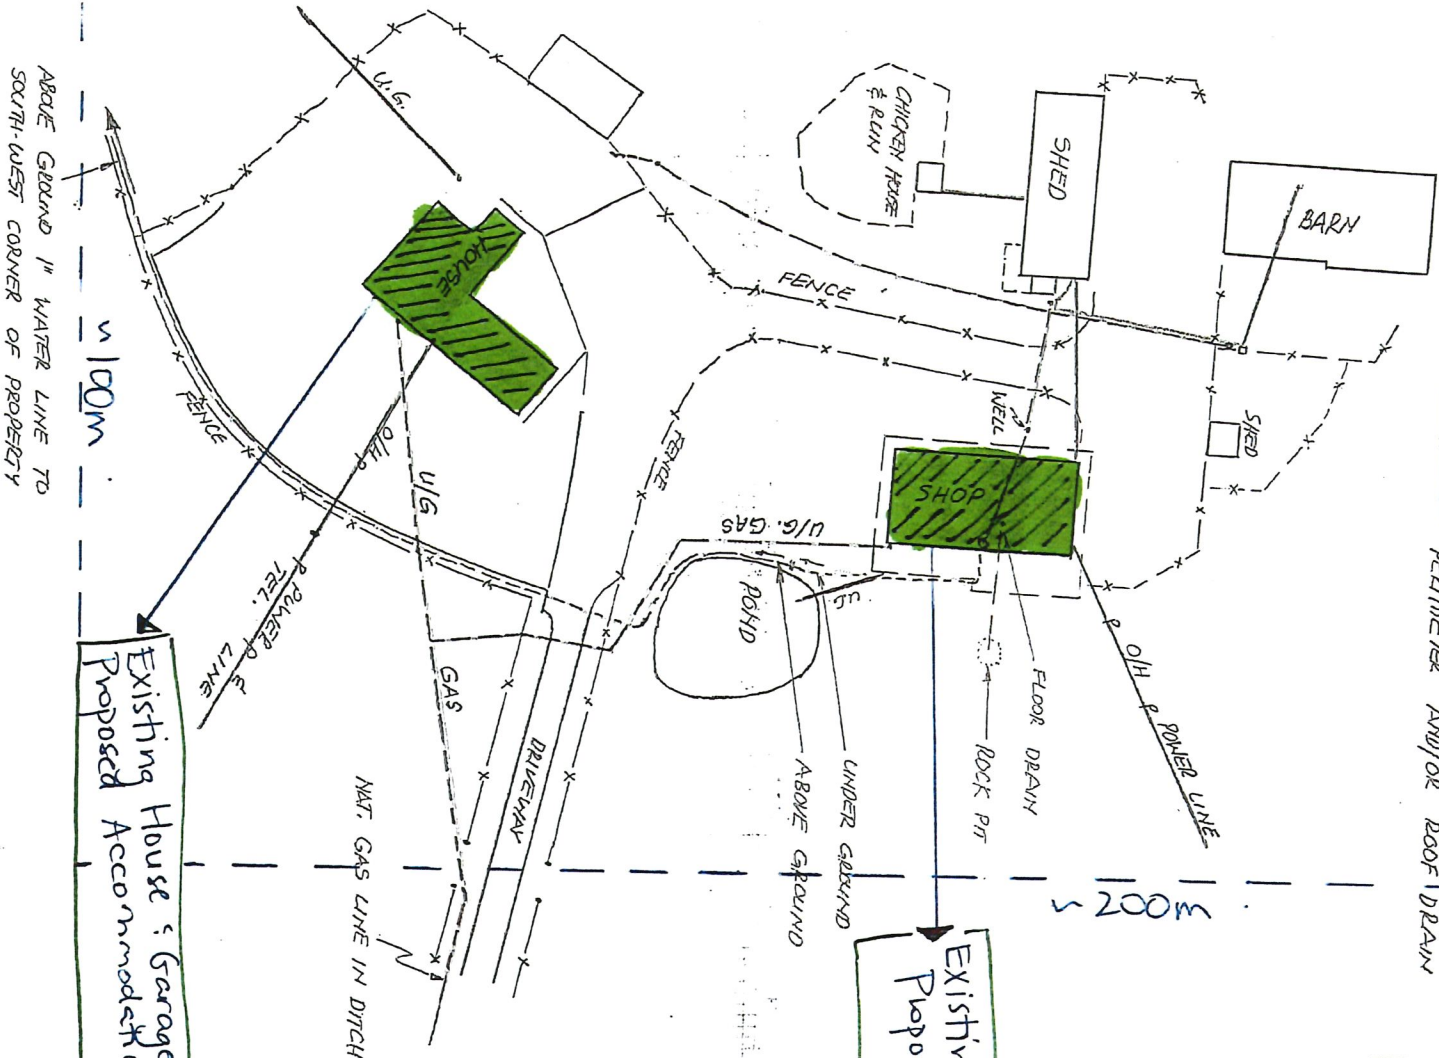 PERIMETER AND/OR ROOF DRAIN
BARN
SHED
SHED
CHICKEN HOUSE
& RUN
FENCE
WELL
SHOP
U/G. GAS
U.G.
HOUSE
FENCE
FENCE
O/H P
U/G
UG
POND
P POWER P &
TEL. LINE
GAS
DRIVEWAY
FLOOR DRAIN
ROCK PIT
UNDER GROUND
ABOVE GROUND
O/H P POWER LINE
NAT. GAS LINE IN DITCH
ABOVE GROUND 1" WATER LINE TO
SOUTH-WEST CORNER OF PROPERTY
~100m
~200m
Existing House : Garage
Proposed Accommodati
Existin
Propo